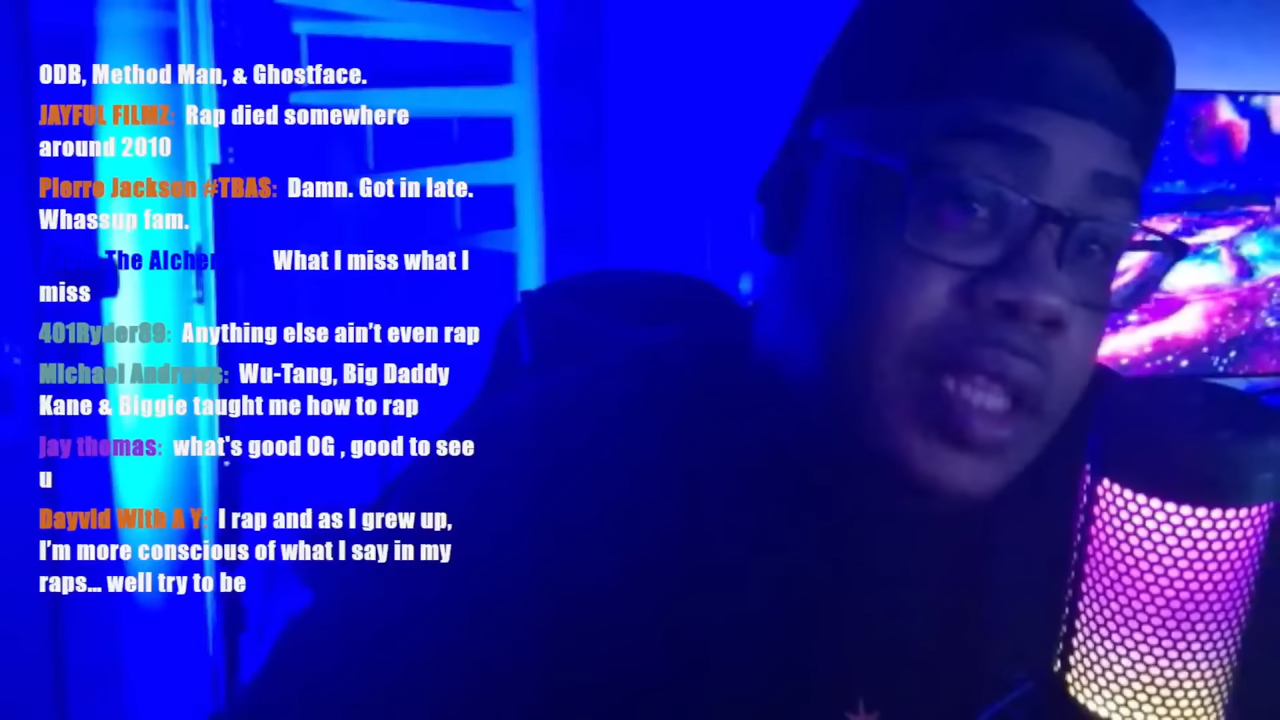 ODB, Method Man, & Ghostface.
JAYFUL FILMZ: Rap died somewhere
around 2010
Pierre Jackson #TBAS: Damn. Got in late.
Whassup fam.
The Alchem What I miss what I
miss
401Ryder89: Anything else ain't even rap
Michael Andrews: Wu-Tang, Big Daddy
Kane & Biggie taught me how to rap
Jay thomas: what's good OG , good to see
u
Dayvid With A Y: I rap and as I grew up,
I'm more conscious of what I say in my
raps... well try to be